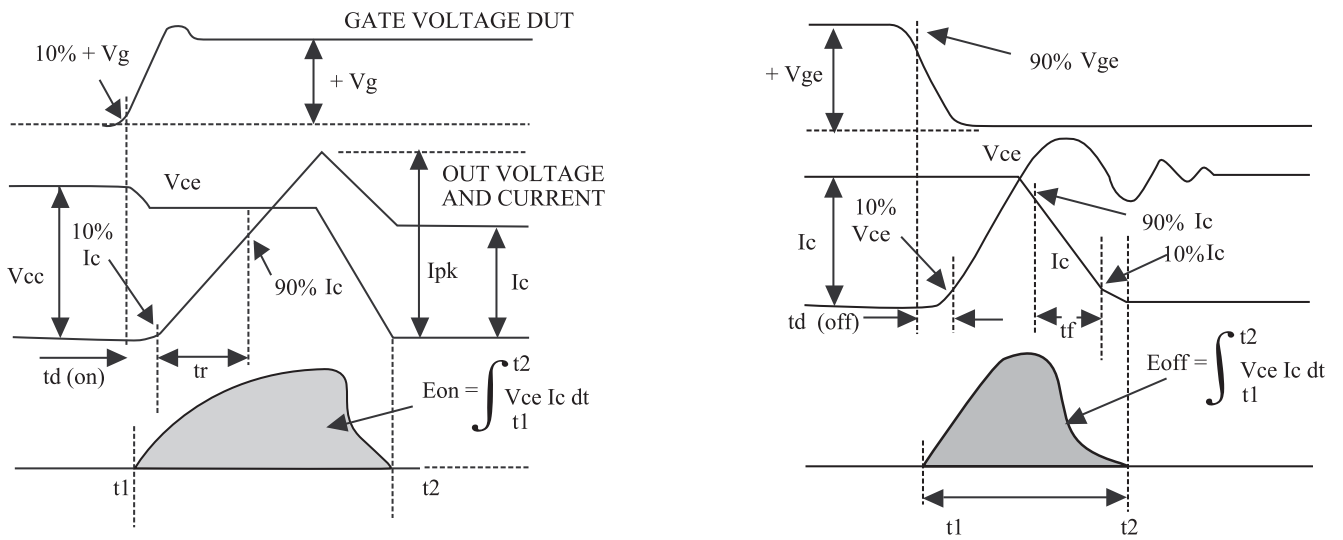 GATE VOLTAGE DUT
10% + Vg
+ Vg
Vce
OUT VOLTAGE
AND CURRENT
10%
Ic
Vcc
90% Ic
Ipk
Ic
td (on)
tr
Eon = ∫ t2
Vce Ic dt
t1
t1
t2
90% Vge
+ Vge
Vce
10%
Vce
90% Ic
Ic
Ic
10%Ic
td (off)
tf
Eoff = ∫ t2
Vce Ic dt
t1
t1
t2